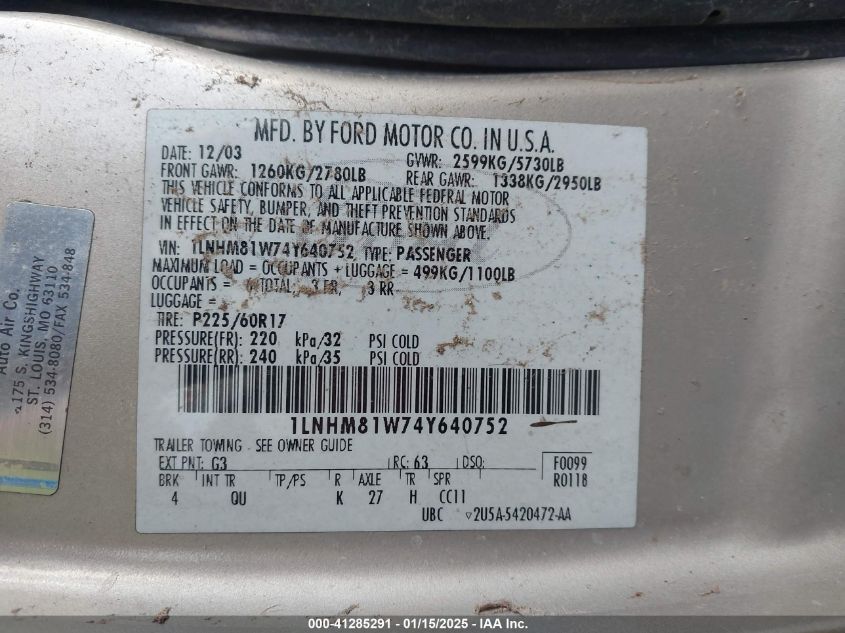 MFD. BY FORD MOTOR CO. IN U.S.A.
DATE: 12/03 GVWR: 2599KG/5730LB
FRONT GAWR: 1260KG/2780LB REAR GAWR: 1338KG/2950LB
THIS VEHICLE CONFORMS TO ALL APPLICABLE FEDERAL MOTOR
VEHICLE SAFETY, BUMPER, AND THEFT PREVENTION STANDARDS
IN EFFECT ON THE DATE OF MANUFACTURE SHOWN ABOVE.
VIN: 1LNHM81W74Y640752 TYPE: PASSENGER
MAXIMUM LOAD = OCCUPANTS + LUGGAGE = 499KG/1100LB
OCCUPANTS = TOTAL, 3 FR, 3 RR
LUGGAGE =
TIRE: P225/60R17
PRESSURE(FR) 220 kPa/32 PSI COLD
PRESSURE(RR) 240 kPa/35 PSI COLD
1LNHM81W74Y640752
TRAILER TOWING - SEE OWNER GUIDE
EXT PNT: G3 RC: 63 DSO: F0099
BRK INT TR TP/PS R AXLE TR SPR R0118
4 QU K 27 H CC11
UBC 2U5A-5420472-AA
Auto Air Co.
2175 S. KINGSHIGHWAY
ST. LOUIS, MO 63110
(314) 534-8080/FAX 534-848
000-41285291 - 01/15/2025 - IAAI - Copyright, IAA, Inc.